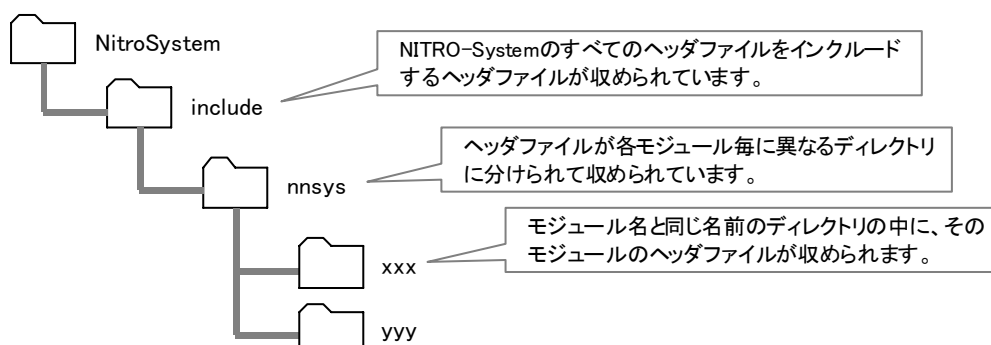 NitroSystem
NITRO-Systemのすべてのヘッダファイルをインクルード
するヘッダファイルが収められています。
include
ヘッダファイルが各モジュール毎に異なるディレクトリ
に分けられて収められています。
nnsys
モジュール名と同じ名前のディレクトリの中に、その
モジュールのヘッダファイルが収められます。
xxx
yyy